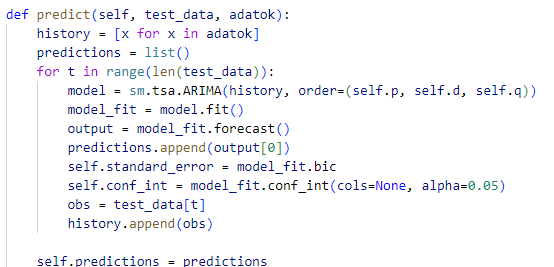 def predict(self, test_data, adatok):
    history = [x for x in adatok]
    predictions = list()
    for t in range(len(test_data)):
        model = sm.tsa.ARIMA(history, order=(self.p, self.d, self.q))
        model_fit = model.fit()
        output = model_fit.forecast()
        predictions.append(output[0])
        self.standard_error = model_fit.bic
        self.conf_int = model_fit.conf_int(cols=None, alpha=0.05)
        obs = test_data[t]
        history.append(obs)
    self.predictions = predictions